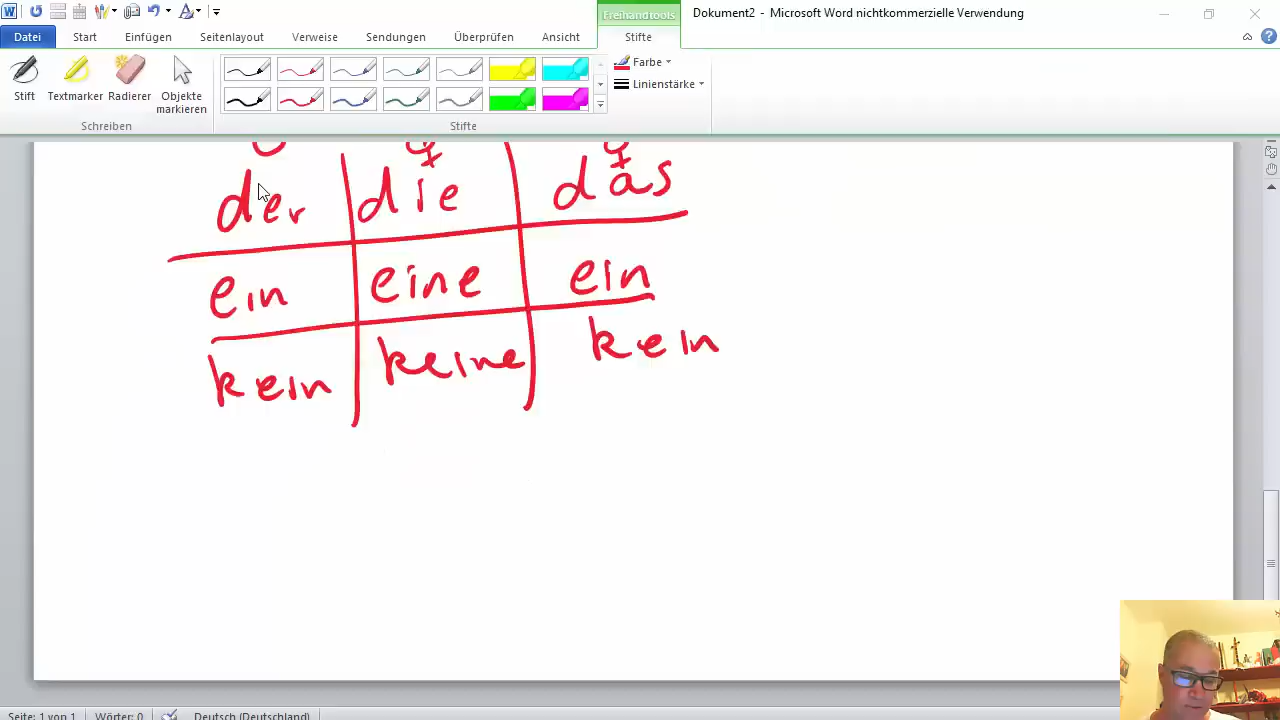 Freihandtools
Dokument2 - Microsoft Word nichtkommerzielle Verwendung
Datei Start Einfügen Seitenlayout Verweise Sendungen Überprüfen Ansicht Stifte
Stift Textmarker Radierer Objekte markieren
Farbe
Linienstärke
Schreiben Stifte
der die das
ein eine ein
kein keine kein
Seite: 1 von 1 Wörter: 0 Deutsch (Deutschland)